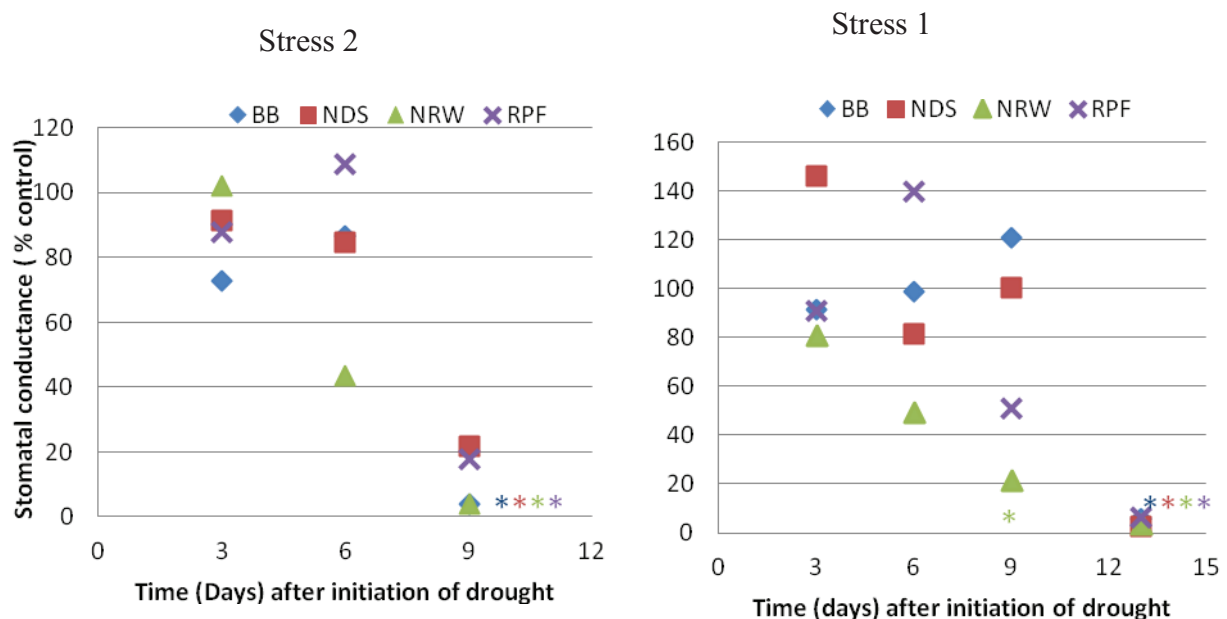 Stress 2
BB NDS NRW RPF
120
100
80
60
40
20
0
0 3 6 9 12
Stomatal conductance ( % control)
* * * *
Time (Days) after initiation of drought
Stress 1
BB NDS NRW RPF
160
140
120
100
80
60
40
20
0
0 3 6 9 13 15
*
* * * *
Time (days) after initiation of drought